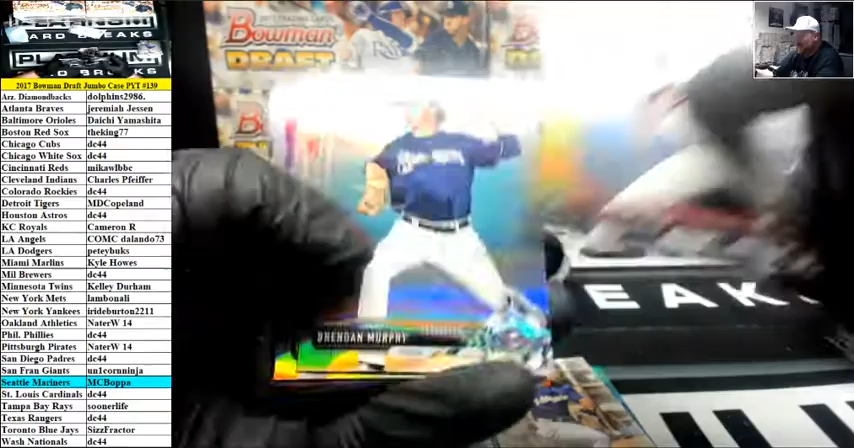 ARD BREAKS
2017 Bowman Draft Jumbo Case PYT #139
Arz. Diamondbacks dolphins2986.
Atlanta Braves jeremiah Jessen
Baltimore Orioles Daichi Yamashita
Boston Red Sox theking77
Chicago Cubs dc44
Chicago White Sox dc44
Cincinnati Reds mikawlbbc
Cleveland Indians Charles Pfeiffer
Colorado Rockies dc44
Detroit Tigers MDCopeland
Houston Astros dc44
KC Royals Cameron R
LA Angels COMC dalando73
LA Dodgers peteybuks
Miami Marlins Kyle Howes
Mil Brewers dc44
Minnesota Twins Kelley Durham
New York Mets lambonali
New York Yankees irideburton2211
Oakland Athletics NaterW 14
Phil. Phillies dc44
Pittsburgh Pirates NaterW 14
San Diego Padres dc44
San Fran Giants un1cornninja
Seattle Mariners MCBoppa
St. Louis Cardinals dc44
Tampa Bay Rays soonerlife
Texas Rangers dc44
Toronto Blue Jays SizzFractor
Wash Nationals dc44
2017 TRADING CARDS
Bowman
DRAFT
BRENDAN MURPHY
EAK